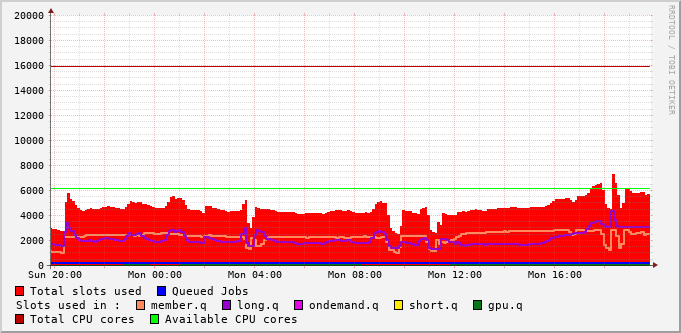 20000
18000
16000
14000
12000
10000
8000
6000
4000
2000
0
Sun 20:00 Mon 00:00 Mon 04:00 Mon 08:00 Mon 12:00 Mon 16:00
Total slots used Queued Jobs
Slots used in : member.q long.q ondemand.q short.q gpu.q
Total CPU cores Available CPU cores
RRDTOOL / TOBI OETIKER